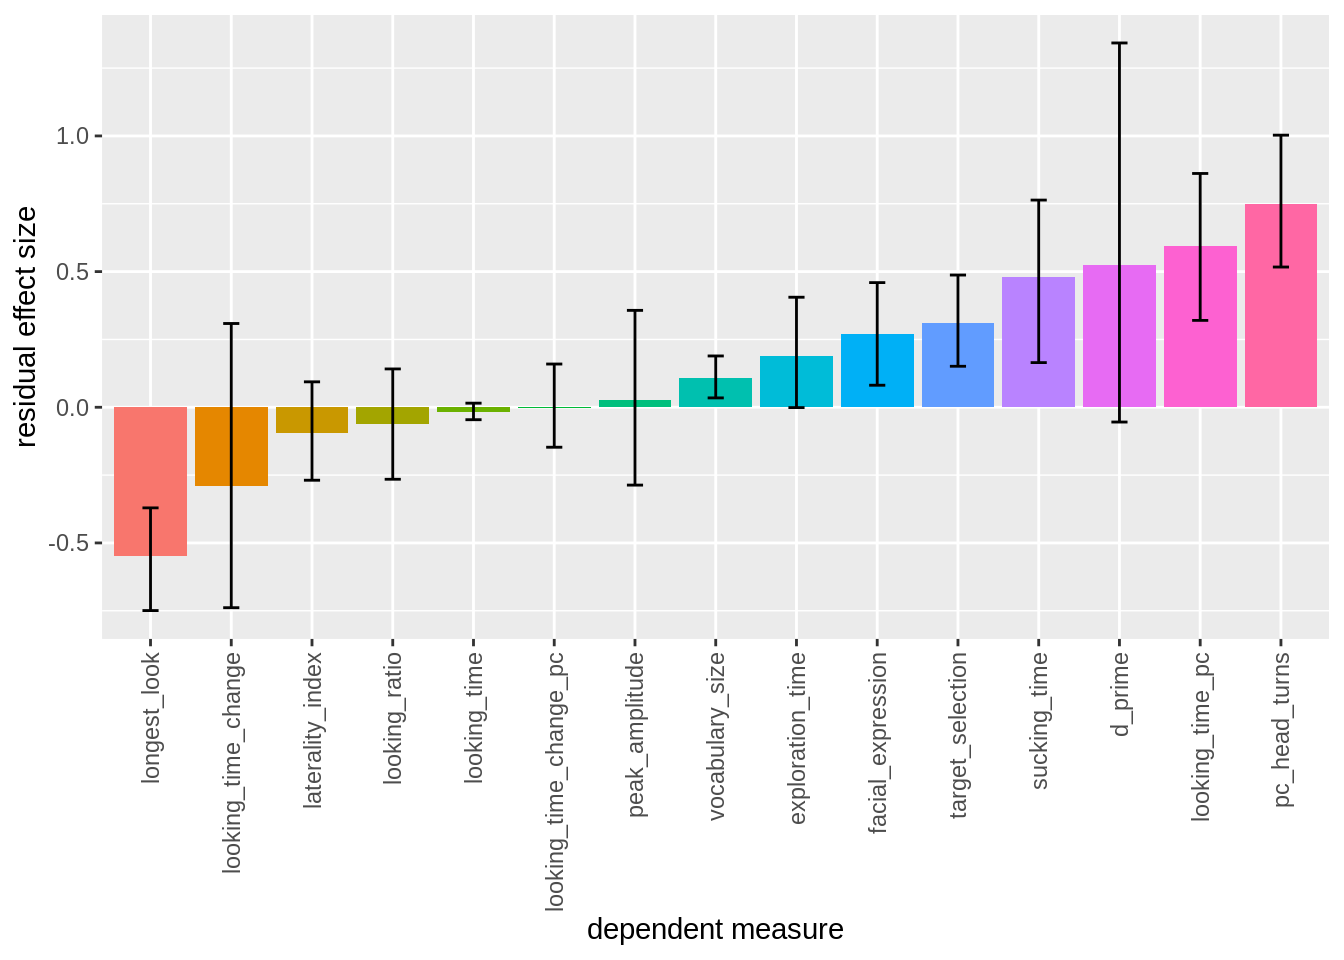 residual effect size
1.0
0.5
0.0
-0.5
longest_look
looking_time_change
laterality_index
looking_ratio
looking_time
looking_time_change_pc
peak_amplitude
vocabulary_size
exploration_time
facial_expression
target_selection
sucking_time
d_prime
looking_time_pc
pc_head_turns
dependent measure